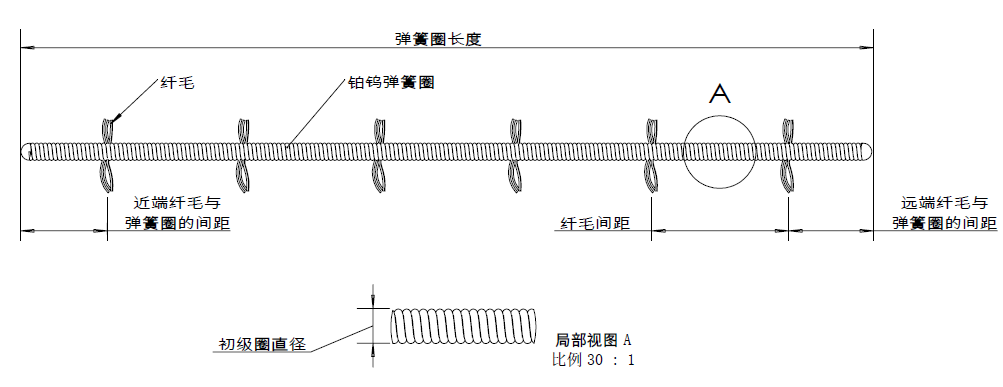 弹簧圈长度
纤毛
铂钨弹簧圈
A
近端纤毛与
弹簧圈的间距
纤毛间距
远端纤毛与
弹簧圈的间距
初级圈直径
局部视图 A
比例 30 : 1